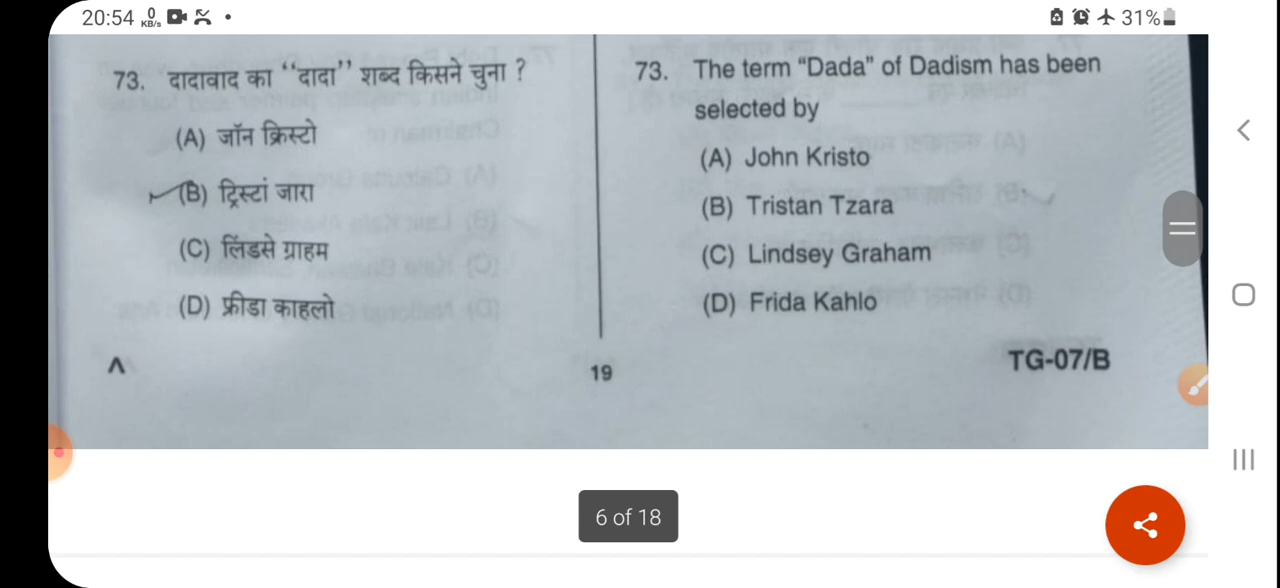 20:54 0 KB/s 31%
73. दादावाद का ‘‘दादा’’ शब्द किसने चुना ?
(A) जॉन क्रिस्टो
(B) ट्रिस्टां जारा
(C) लिंडसे ग्राहम
(D) फ्रीडा काहलो
73. The term “Dada” of Dadism has been
selected by
(A) John Kristo
(B) Tristan Tzara
(C) Lindsey Graham
(D) Frida Kahlo
Λ
19
TG-07/B
6 of 18